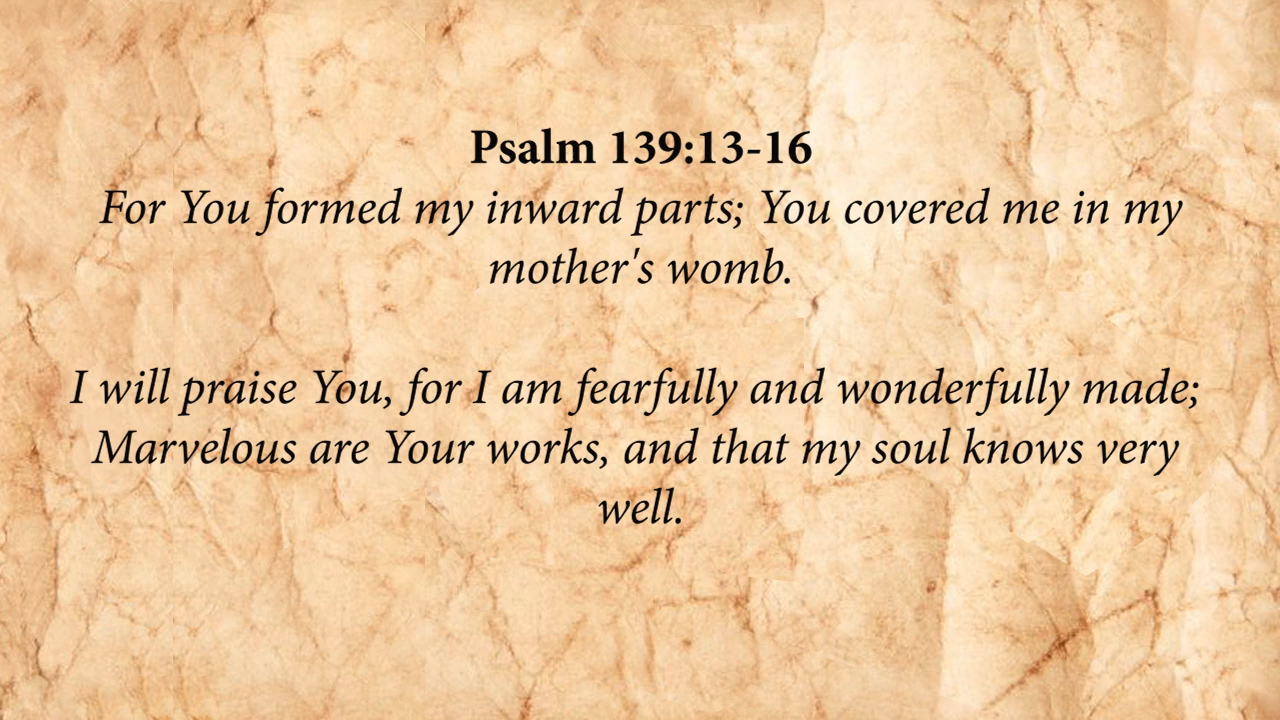 Psalm 139:13-16
For You formed my inward parts; You covered me in my
mother's womb.
I will praise You, for I am fearfully and wonderfully made;
Marvelous are Your works, and that my soul knows very
well.